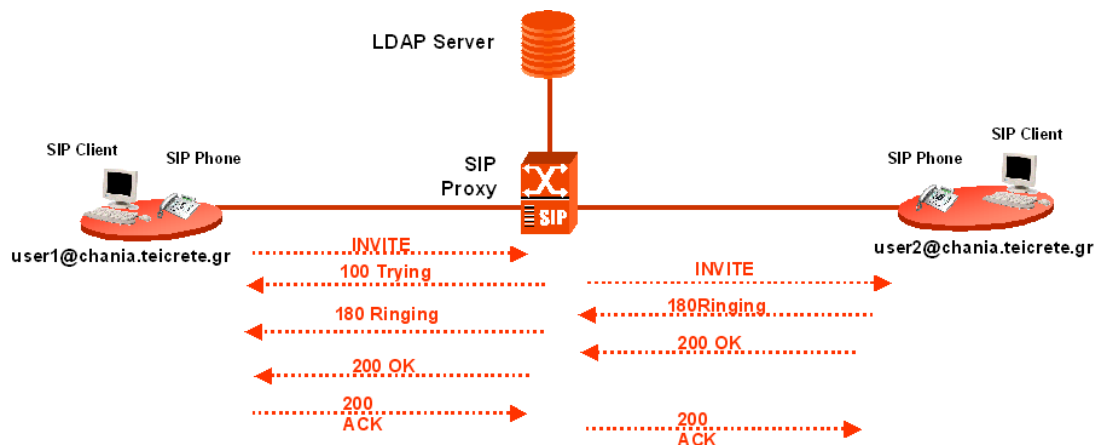 LDAP Server
SIP Client
SIP Phone
SIP
Proxy
SIP
SIP Phone
SIP Client
user1@chania.teicrete.gr
user2@chania.teicrete.gr
INVITE
100 Trying
INVITE
180 Ringing
180Ringing
200 OK
200 OK
200
ACK
200
ACK